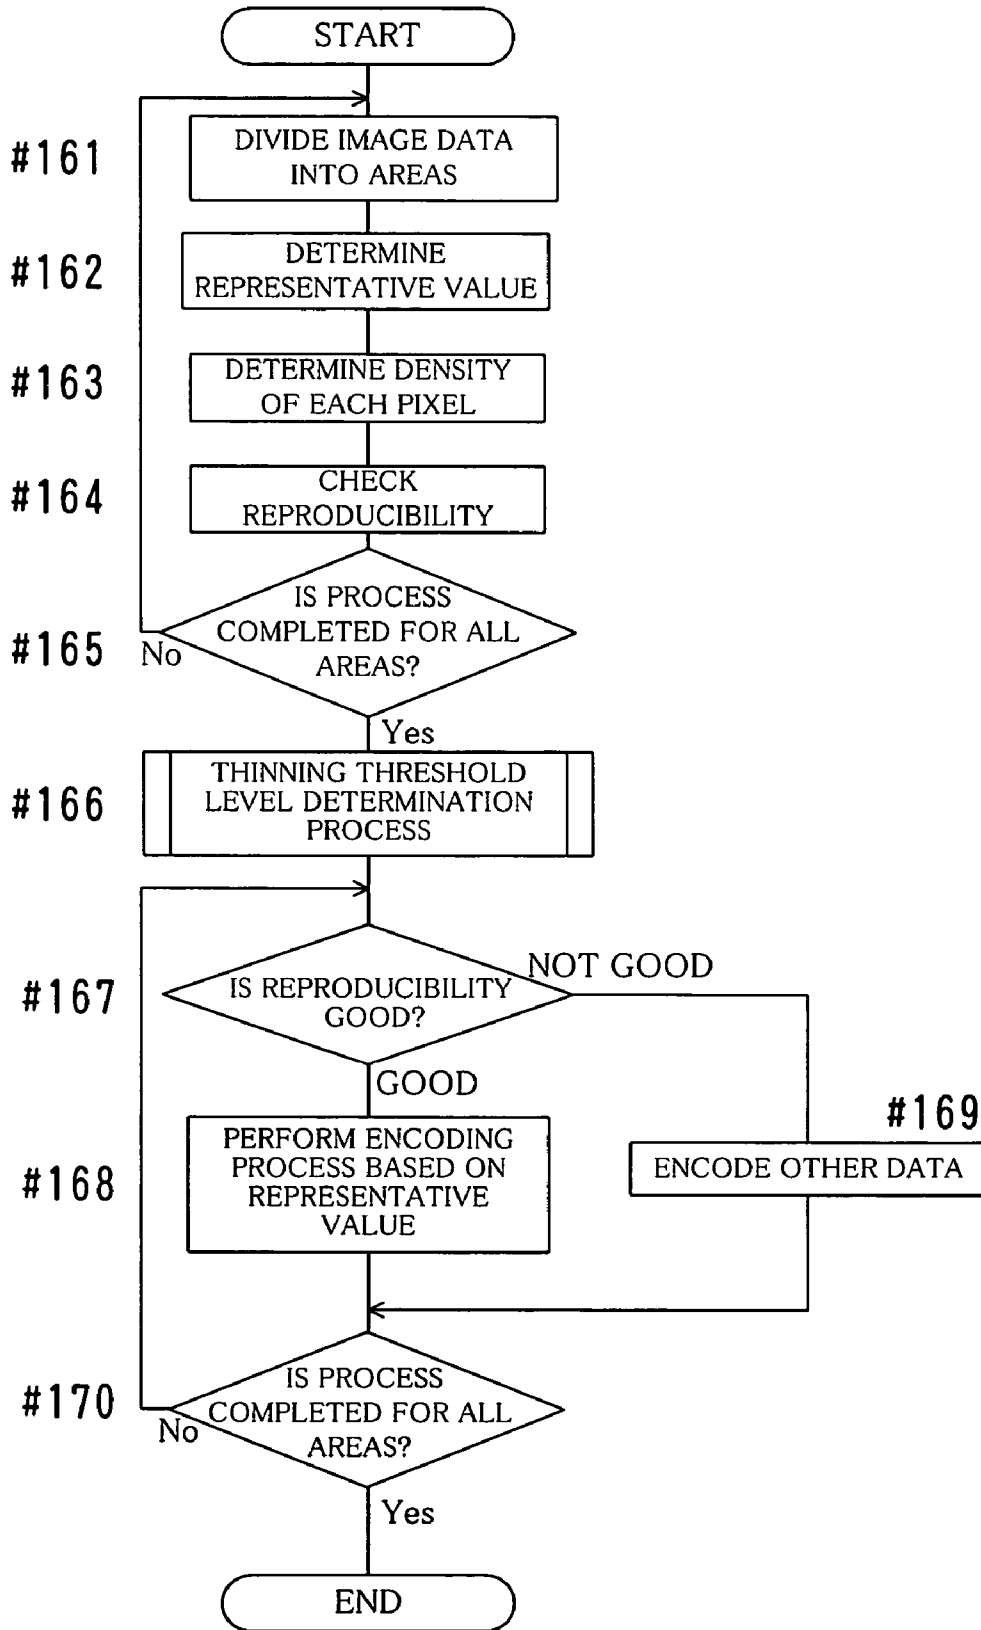 START
#161
DIVIDE IMAGE DATA
INTO AREAS
#162
DETERMINE
REPRESENTATIVE VALUE
#163
DETERMINE DENSITY
OF EACH PIXEL
#164
CHECK
REPRODUCIBILITY
#165
IS PROCESS
COMPLETED FOR ALL
AREAS?
No
Yes
#166
THINNING THRESHOLD
LEVEL DETERMINATION
PROCESS
#167
IS REPRODUCIBILITY
GOOD?
NOT GOOD
GOOD
#168
PERFORM ENCODING
PROCESS BASED ON
REPRESENTATIVE
VALUE
#169
ENCODE OTHER DATA
#170
IS PROCESS
COMPLETED FOR ALL
AREAS?
No
Yes
END